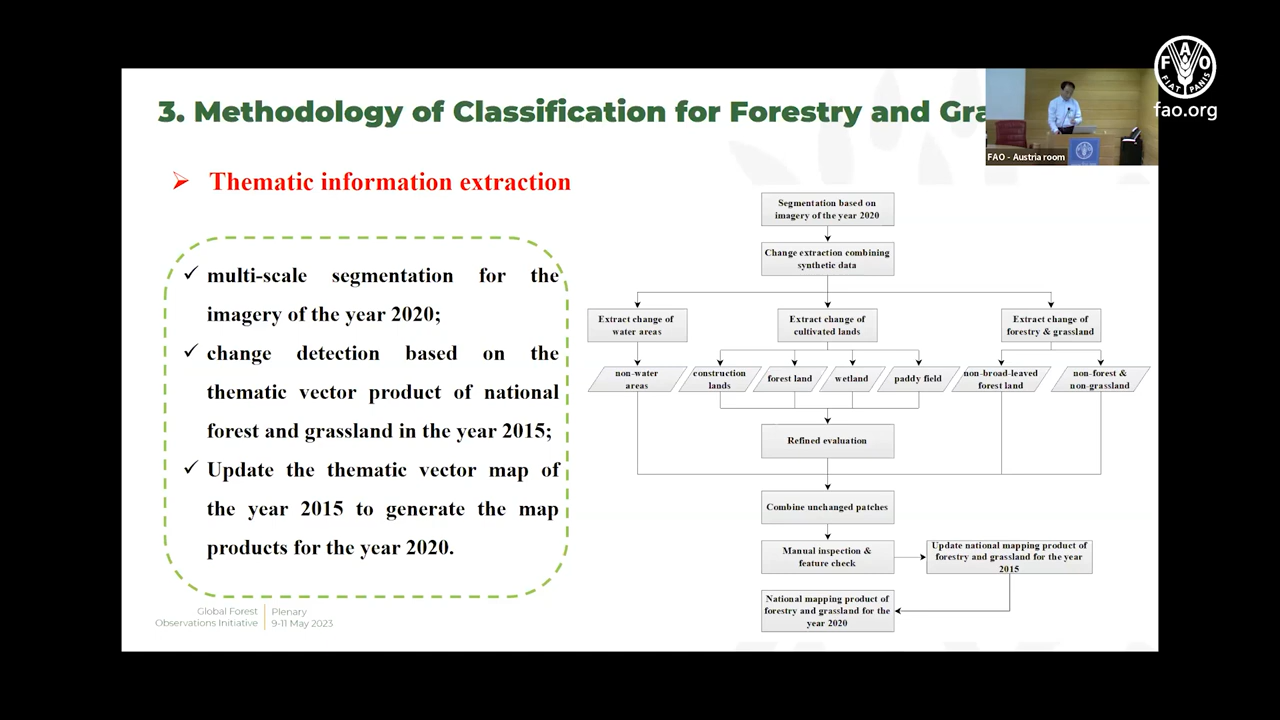 3. Methodology of Classification for Forestry and Gra
FAO
FIAT PANIS
fao.org
FAO - Austria room
Thematic information extraction
multi-scale segmentation for the
imagery of the year 2020;
change detection based on the
thematic vector product of national
forest and grassland in the year 2015;
Update the thematic vector map of
the year 2015 to generate the map
products for the year 2020.
Segmentation based on
imagery of the year 2020
Change extraction combining
synthetic data
Extract change of
water areas
Extract change of
cultivated lands
Extract change of
forestry & grassland
non-water
areas
construction
lands
forest land
wetland
paddy field
non-broad-leaved
forest land
non-forest &
non-grassland
Refined evaluation
Combine unchanged patches
Manual inspection &
feature check
Update national mapping product of
forestry and grassland for the year
2015
National mapping product of
forestry and grassland for the
year 2020
Global Forest
Observations Initiative
Plenary
9-11 May 2023